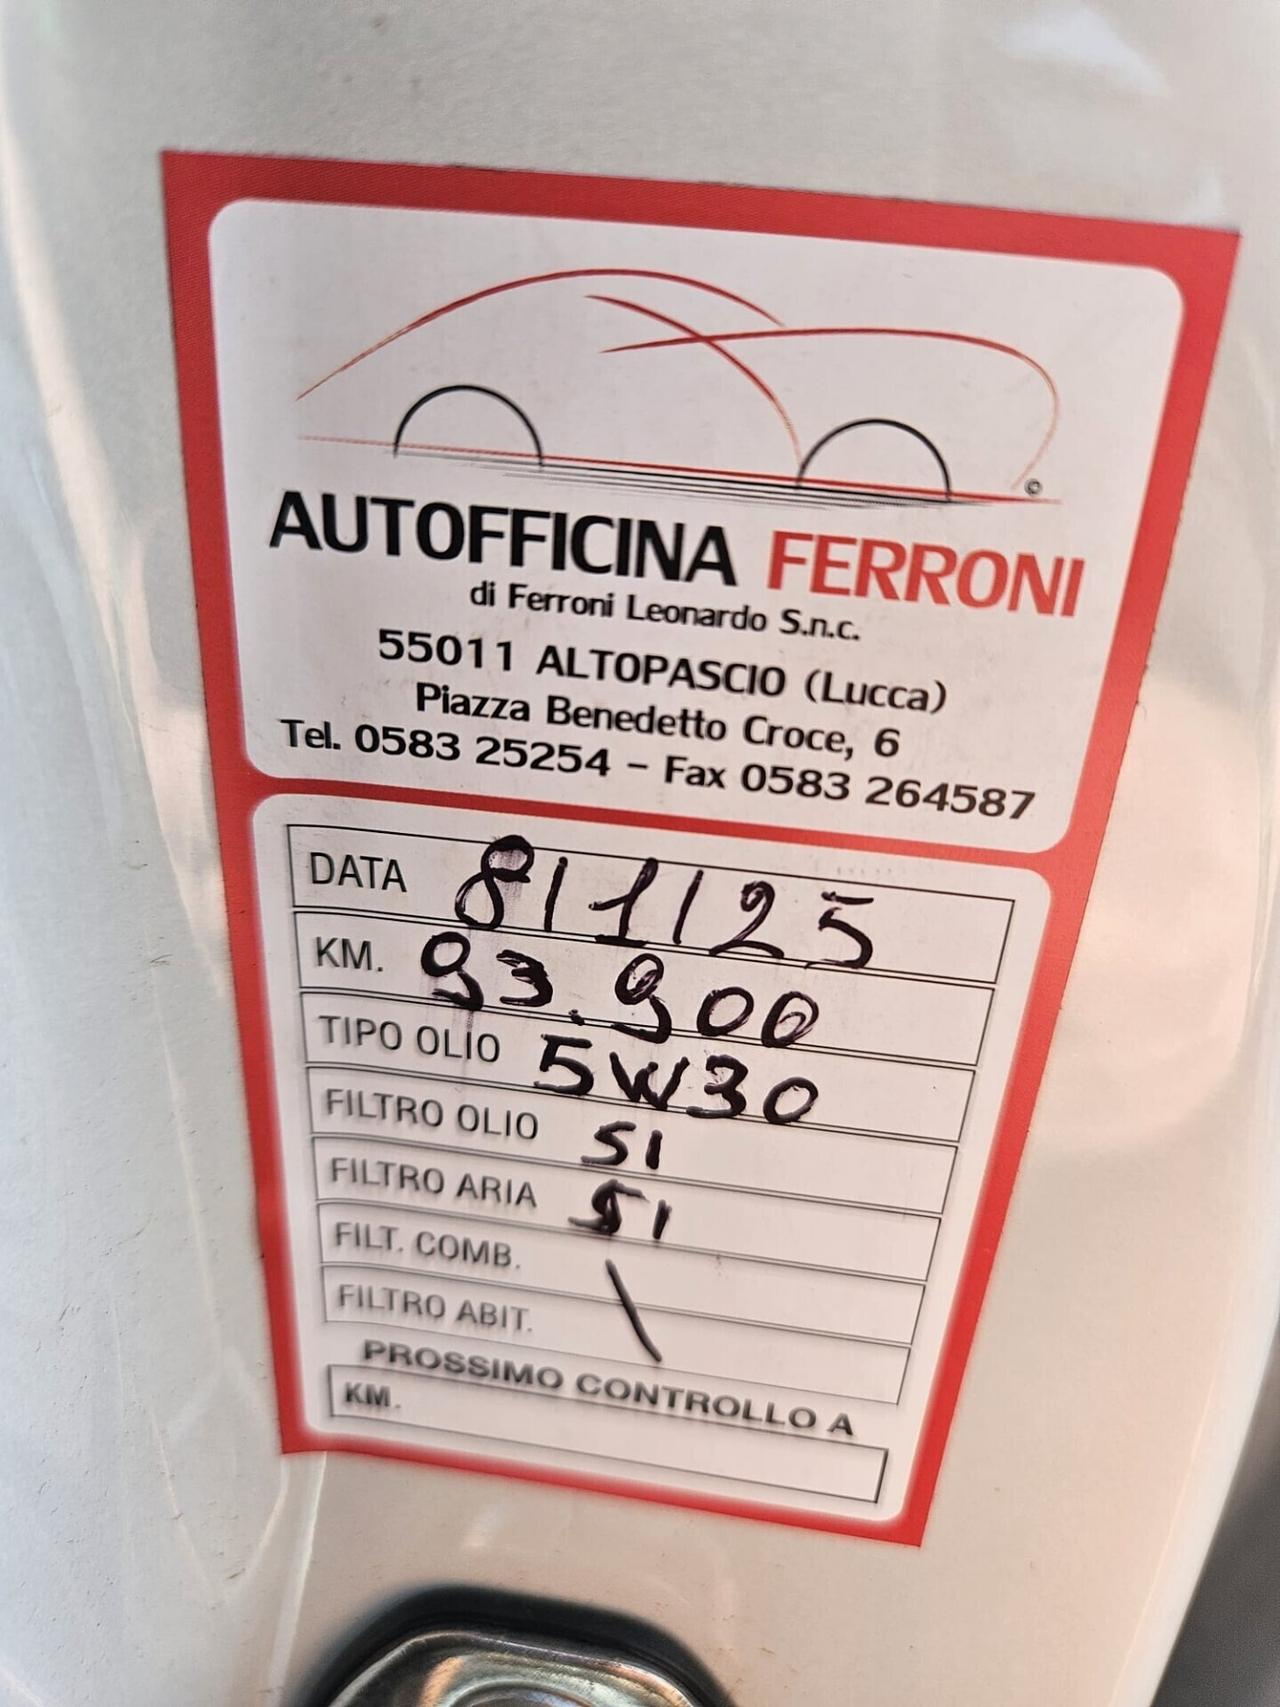 ©
AUTOFFICINA FERRONI
di Ferroni Leonardo S.n.c.
55011 ALTOPASCIO (Lucca)
Piazza Benedetto Croce, 6
Tel. 0583 25254 - Fax 0583 264587
DATA 8/1/25
KM. 93.900
TIPO OLIO 5W30
FILTRO OLIO SI
FILTRO ARIA SI
FILT. COMB. \
FILTRO ABIT.
PROSSIMO CONTROLLO A
KM.